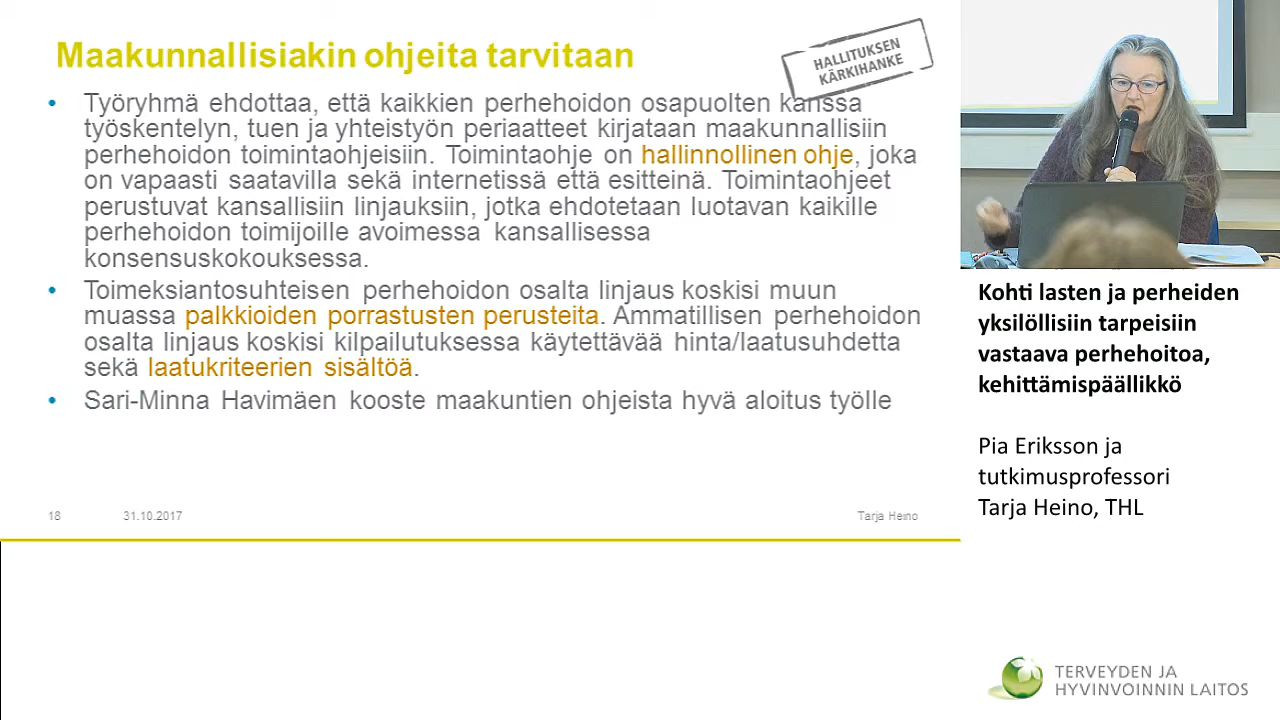 Maakunnallisiakin ohjeita tarvitaan
HALLITUKSEN
KÄRKIHANKE
• Työryhmä ehdottaa, että kaikkien perhehoidon osapuolten kanssa
työskentelyn, tuen ja yhteistyön periaatteet kirjataan maakunnallisiin
perhehoidon toimintaohjeisiin. Toimintaohje on hallinnollinen ohje, joka
on vapaasti saatavilla sekä internetissä että esitteinä. Toimintaohjeet
perustuvat kansallisiin linjauksiin, jotka ehdotetaan luotavan kaikille
perhehoidon toimijoille avoimessa kansallisessa
konsensuskokouksessa.
• Toimeksiantosuhteisen perhehoidon osalta linjaus koskisi muun
muassa palkkioiden porrastusten perusteita. Ammatillisen perhehoidon
osalta linjaus koskisi kilpailutuksessa käytettävää hinta/laatusuhdetta
sekä laatukriteerien sisältöä.
• Sari-Minna Havimäen kooste maakuntien ohjeista hyvä aloitus työlle
18 31.10.2017 Tarja Heino
Kohti lasten ja perheiden
yksilöllisiin tarpeisiin
vastaava perhehoitoa,
kehittämispäällikkö
Pia Eriksson ja
tutkimusprofessori
Tarja Heino, THL
TERVEYDEN JA
HYVINVOINNIN LAITOS